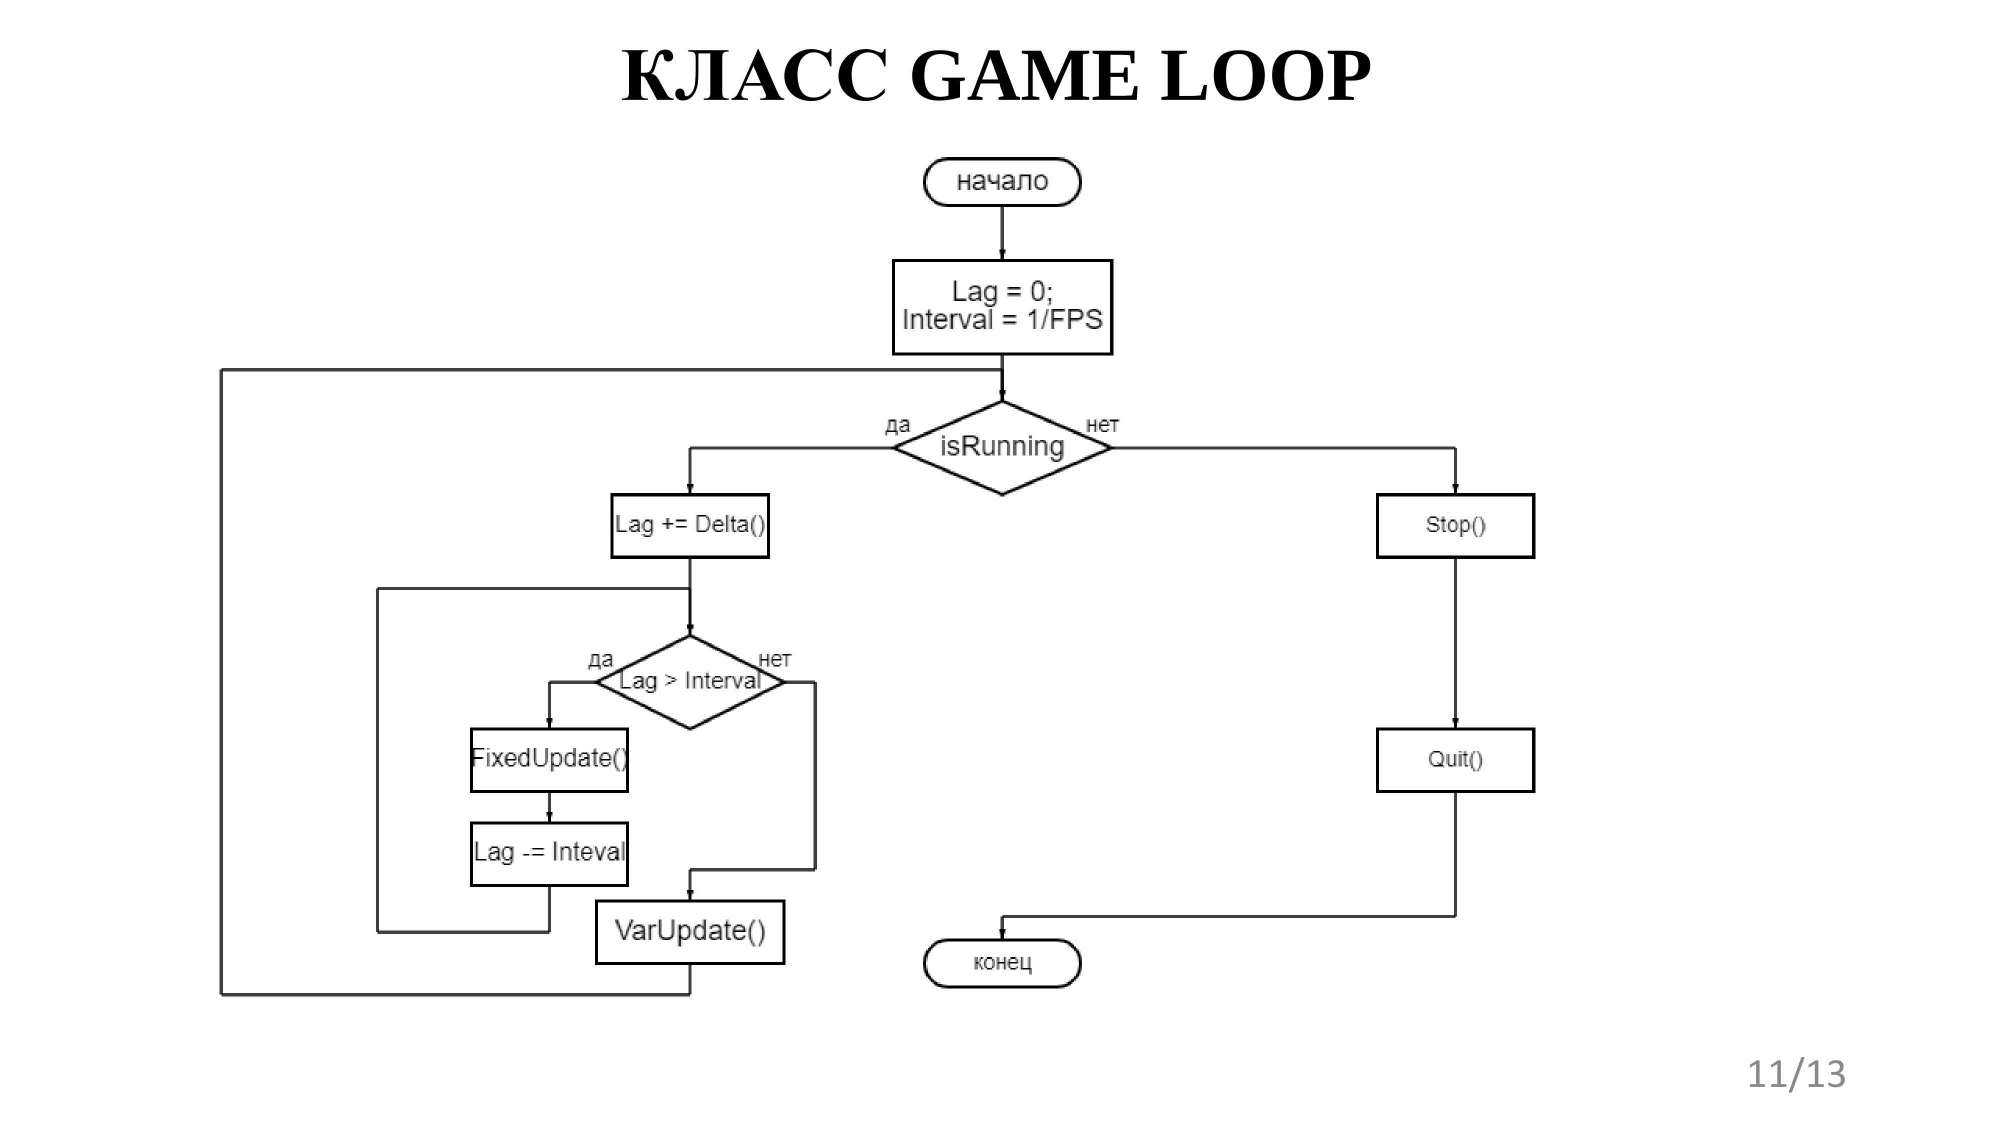 КЛАСС GAME LOOP
начало
Lag = 0;
Interval = 1/FPS
да
нет
isRunning
Lag += Delta()
Stop()
да
нет
Lag > Interval
FixedUpdate()
Quit()
Lag -= Inteval
VarUpdate()
конец
11/13